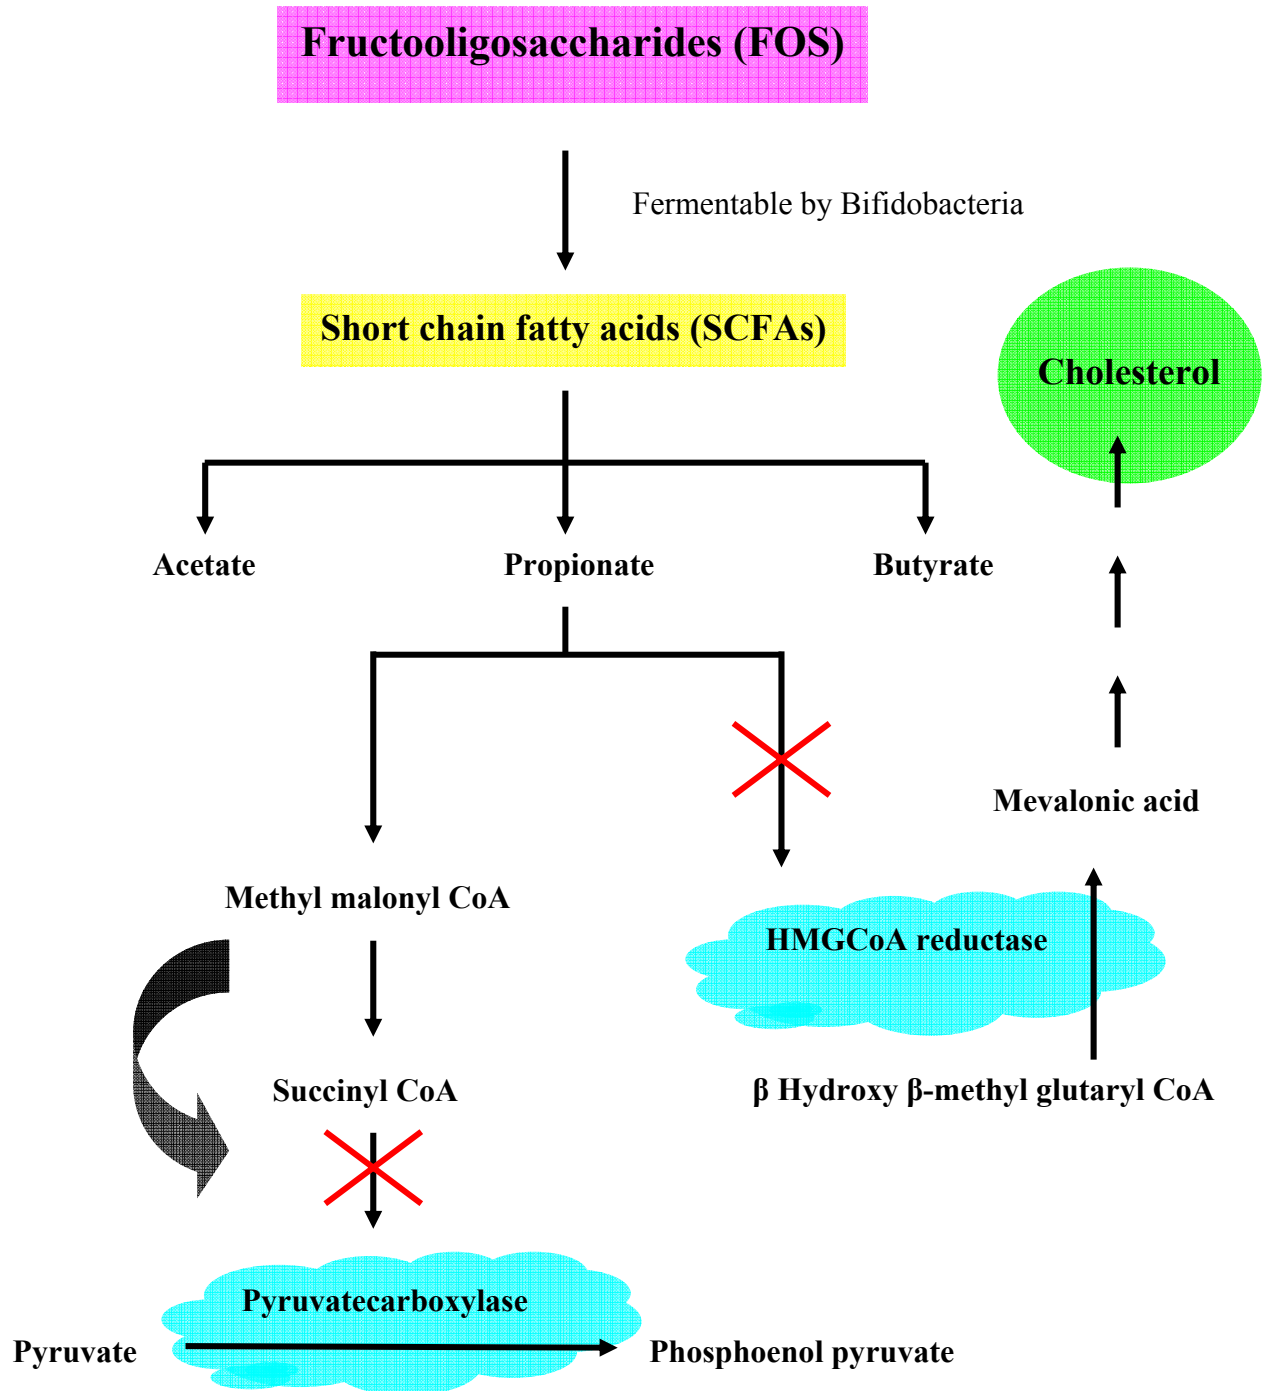 Fructooligosaccharides (FOS)
Fermentable by Bifidobacteria
Short chain fatty acids (SCFAs)
Cholesterol
Acetate
Propionate
Butyrate
Mevalonic acid
Methyl malonyl CoA
HMGCoA reductase
Succinyl CoA
β Hydroxy β-methyl glutaryl CoA
Pyruvatecarboxylase
Pyruvate
Phosphoenol pyruvate